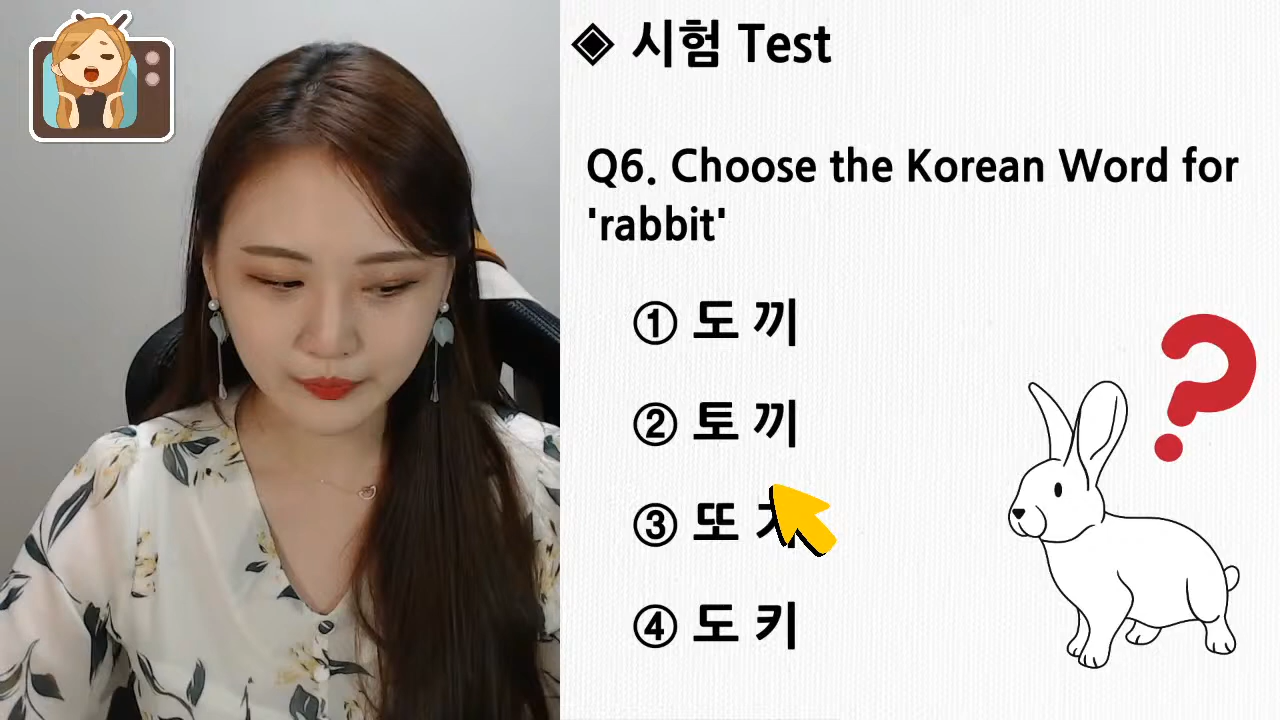 ◈ 시험 Test
Q6. Choose the Korean Word for
'rabbit'
① 도 끼
② 토 끼
③ 또
④ 도 키